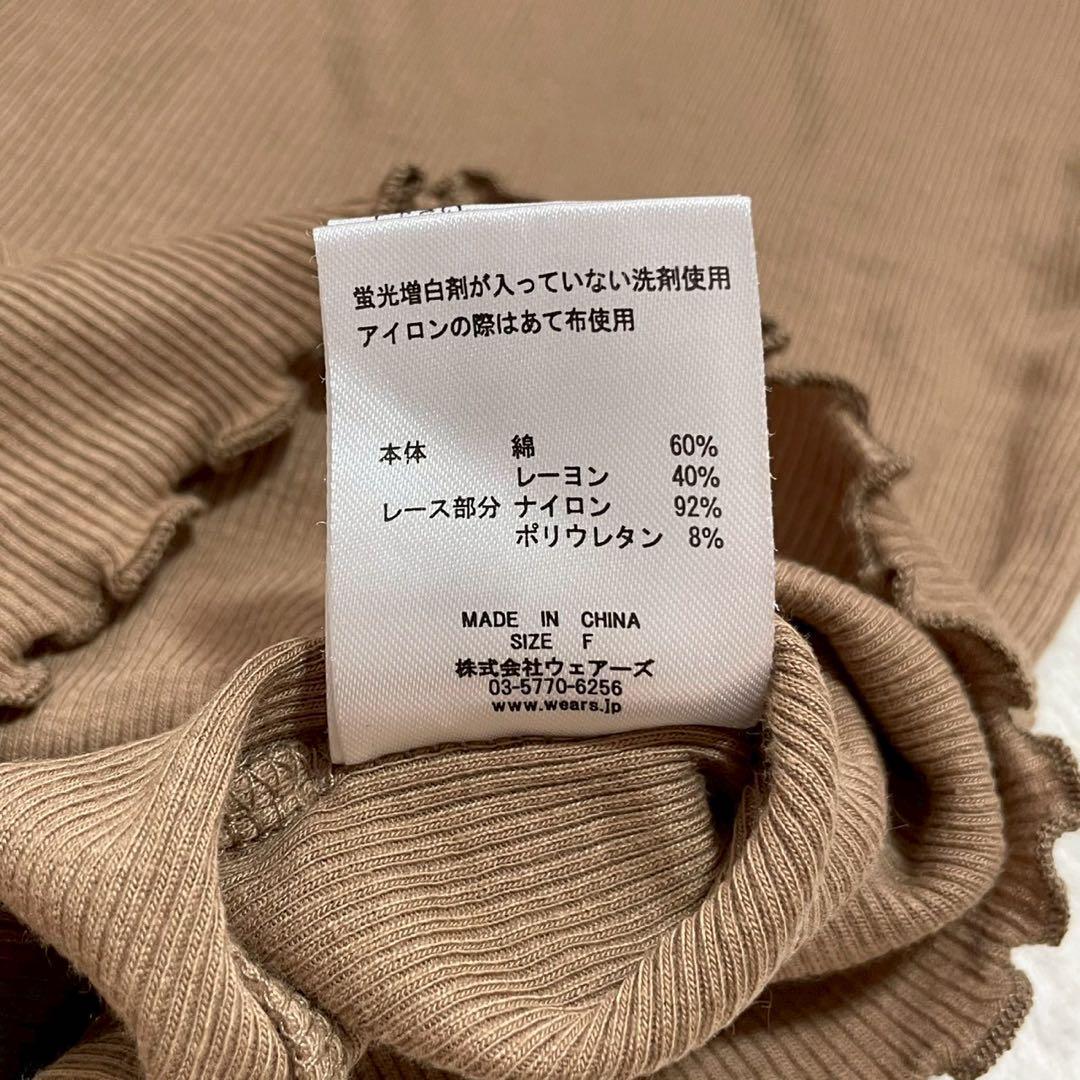 蛍光増白剤が入っていない洗剤使用
アイロンの際はあて布使用
本体 綿 60%
レーヨン 40%
レース部分 ナイロン 92%
ポリウレタン 8%
MADE IN CHINA
SIZE F
株式会社ウェアーズ
03-5770-6256
www.wears.jp